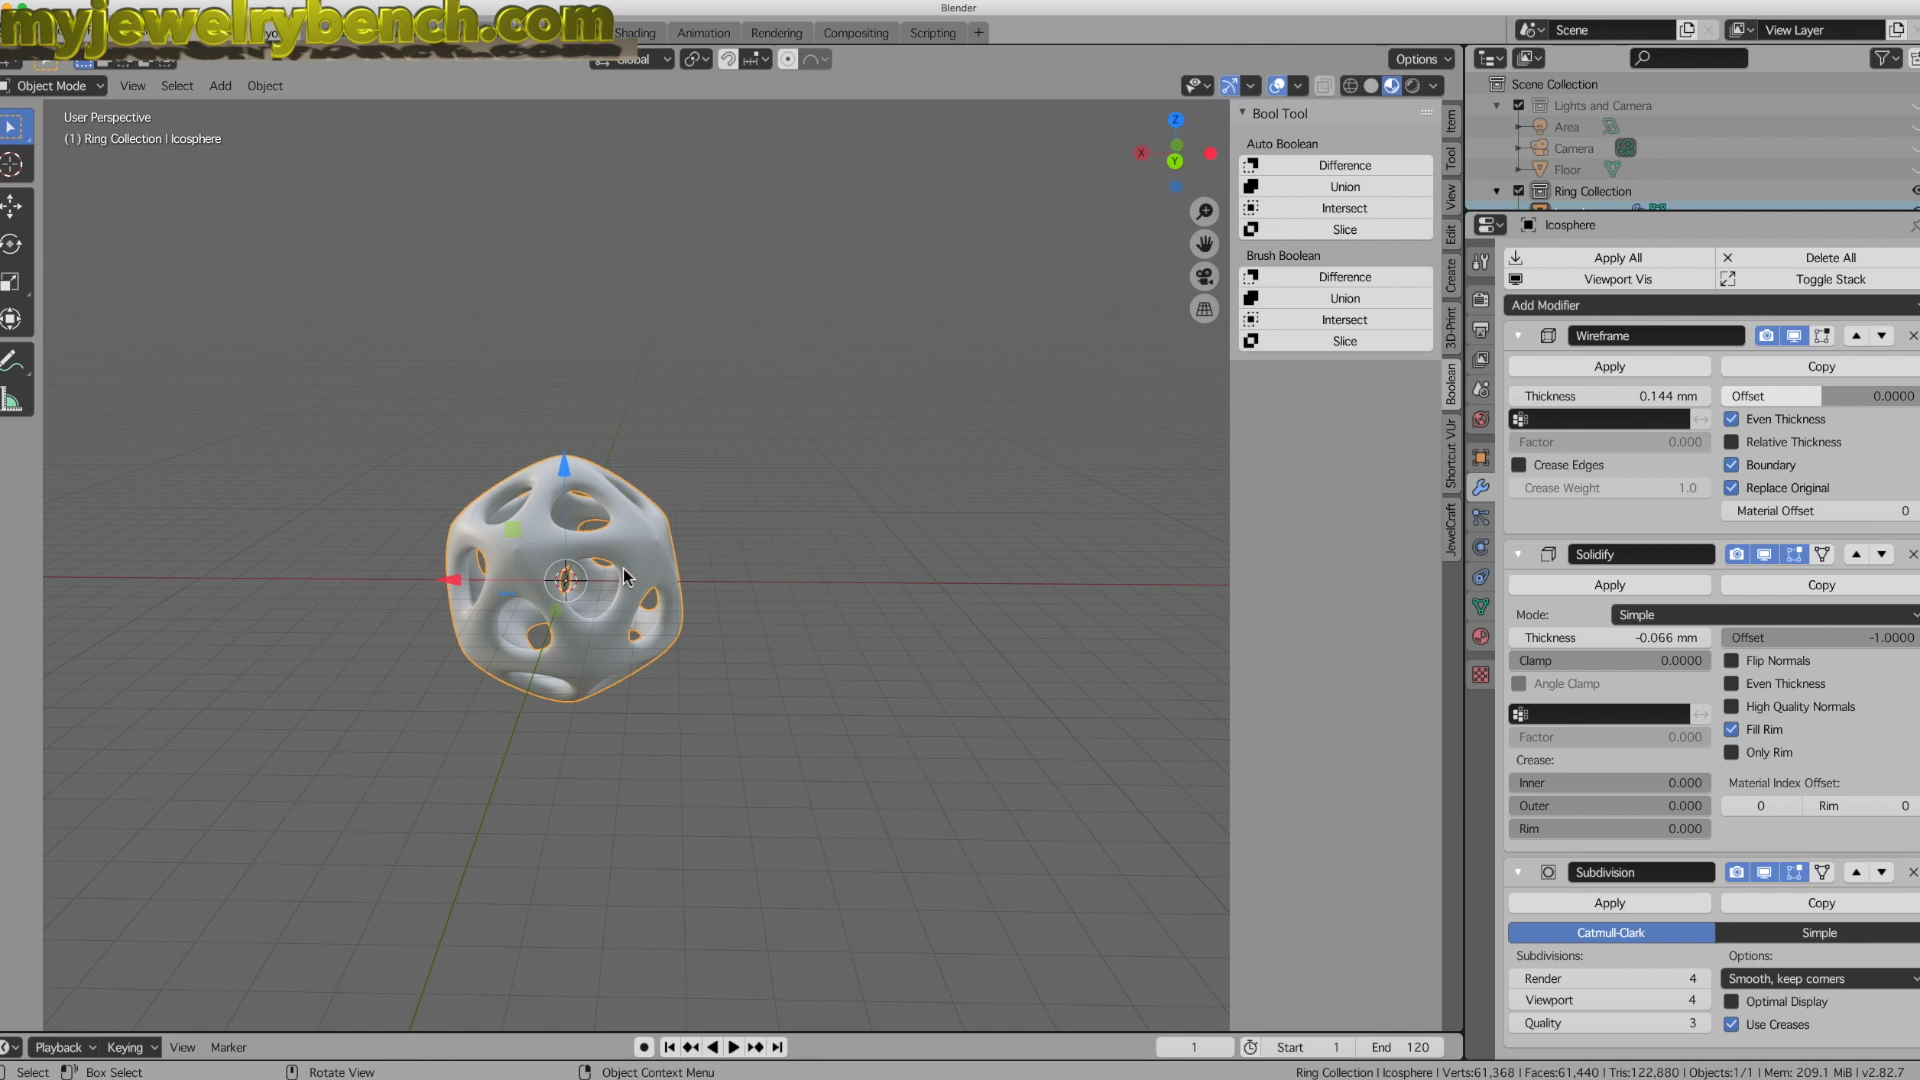 Blender
myjewelrybench.com
Shading Animation Rendering Compositing Scripting +
Scene View Layer
Global Options
Object Mode View Select Add Object
User Perspective
(1) Ring Collection | Icosphere
Z
X
Y
Bool Tool
Auto Boolean
Difference
Union
Intersect
Slice
Brush Boolean
Difference
Union
Intersect
Slice
Item
Tool
View
Edit
Create
3D-Print
Boolean
Shortcut VUr
JewelCraft
Scene Collection
Lights and Camera
Area
Camera
Floor
Ring Collection
Icosphere
Apply All Delete All
Viewport Vis Toggle Stack
Add Modifier
Wireframe
Apply Copy
Thickness 0.144 mm Offset 0.0000
Even Thickness
Factor 0.000 Relative Thickness
Crease Edges Boundary
Crease Weight 1.0 Replace Original
Material Offset 0
Solidify
Apply Copy
Mode: Simple
Thickness -0.066 mm Offset -1.0000
Clamp 0.0000 Flip Normals
Angle Clamp Even Thickness
High Quality Normals
Factor 0.000 Fill Rim
Crease: Only Rim
Inner 0.000 Material Index Offset:
Outer 0.000 0 Rim 0
Rim 0.000
Subdivision
Apply Copy
Catmull-Clark Simple
Subdivisions: Options:
Render 4 Smooth, keep corners
Viewport 4 Optimal Display
Quality 3 Use Creases
Playback Keying View Marker 1 Start 1 End 120
Select Box Select Rotate View Object Context Menu Ring Collection | Icosphere | Verts:61,368 | Faces:61,440 | Tris:122,880 | Objects:1/1 | Mem: 209.1 MiB | v2.82.7